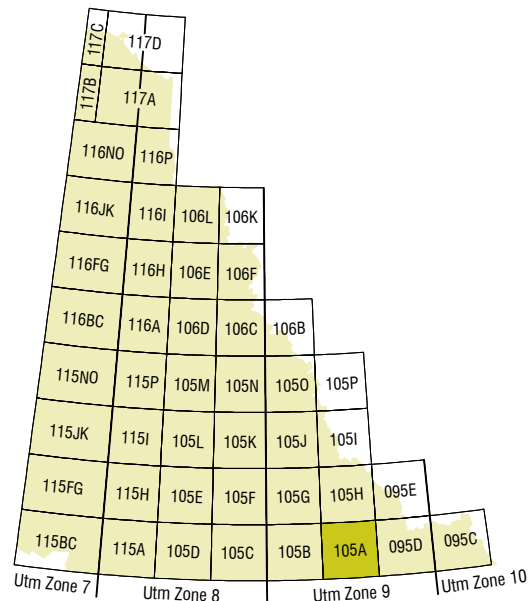 117C 117D
117B 117A
116NO 116P
116JK 116I 106L 106K
116FG 116H 106E 106F
116BC 116A 106D 106C 106B
115NO 115P 105M 105N 105O 105P
115JK 115I 105L 105K 105J 105I
115FG 115H 105E 105F 105G 105H 095E
115BC 115A 105D 105C 105B 105A 095D 095C
Utm Zone 7 Utm Zone 8 Utm Zone 9 Utm Zone 10